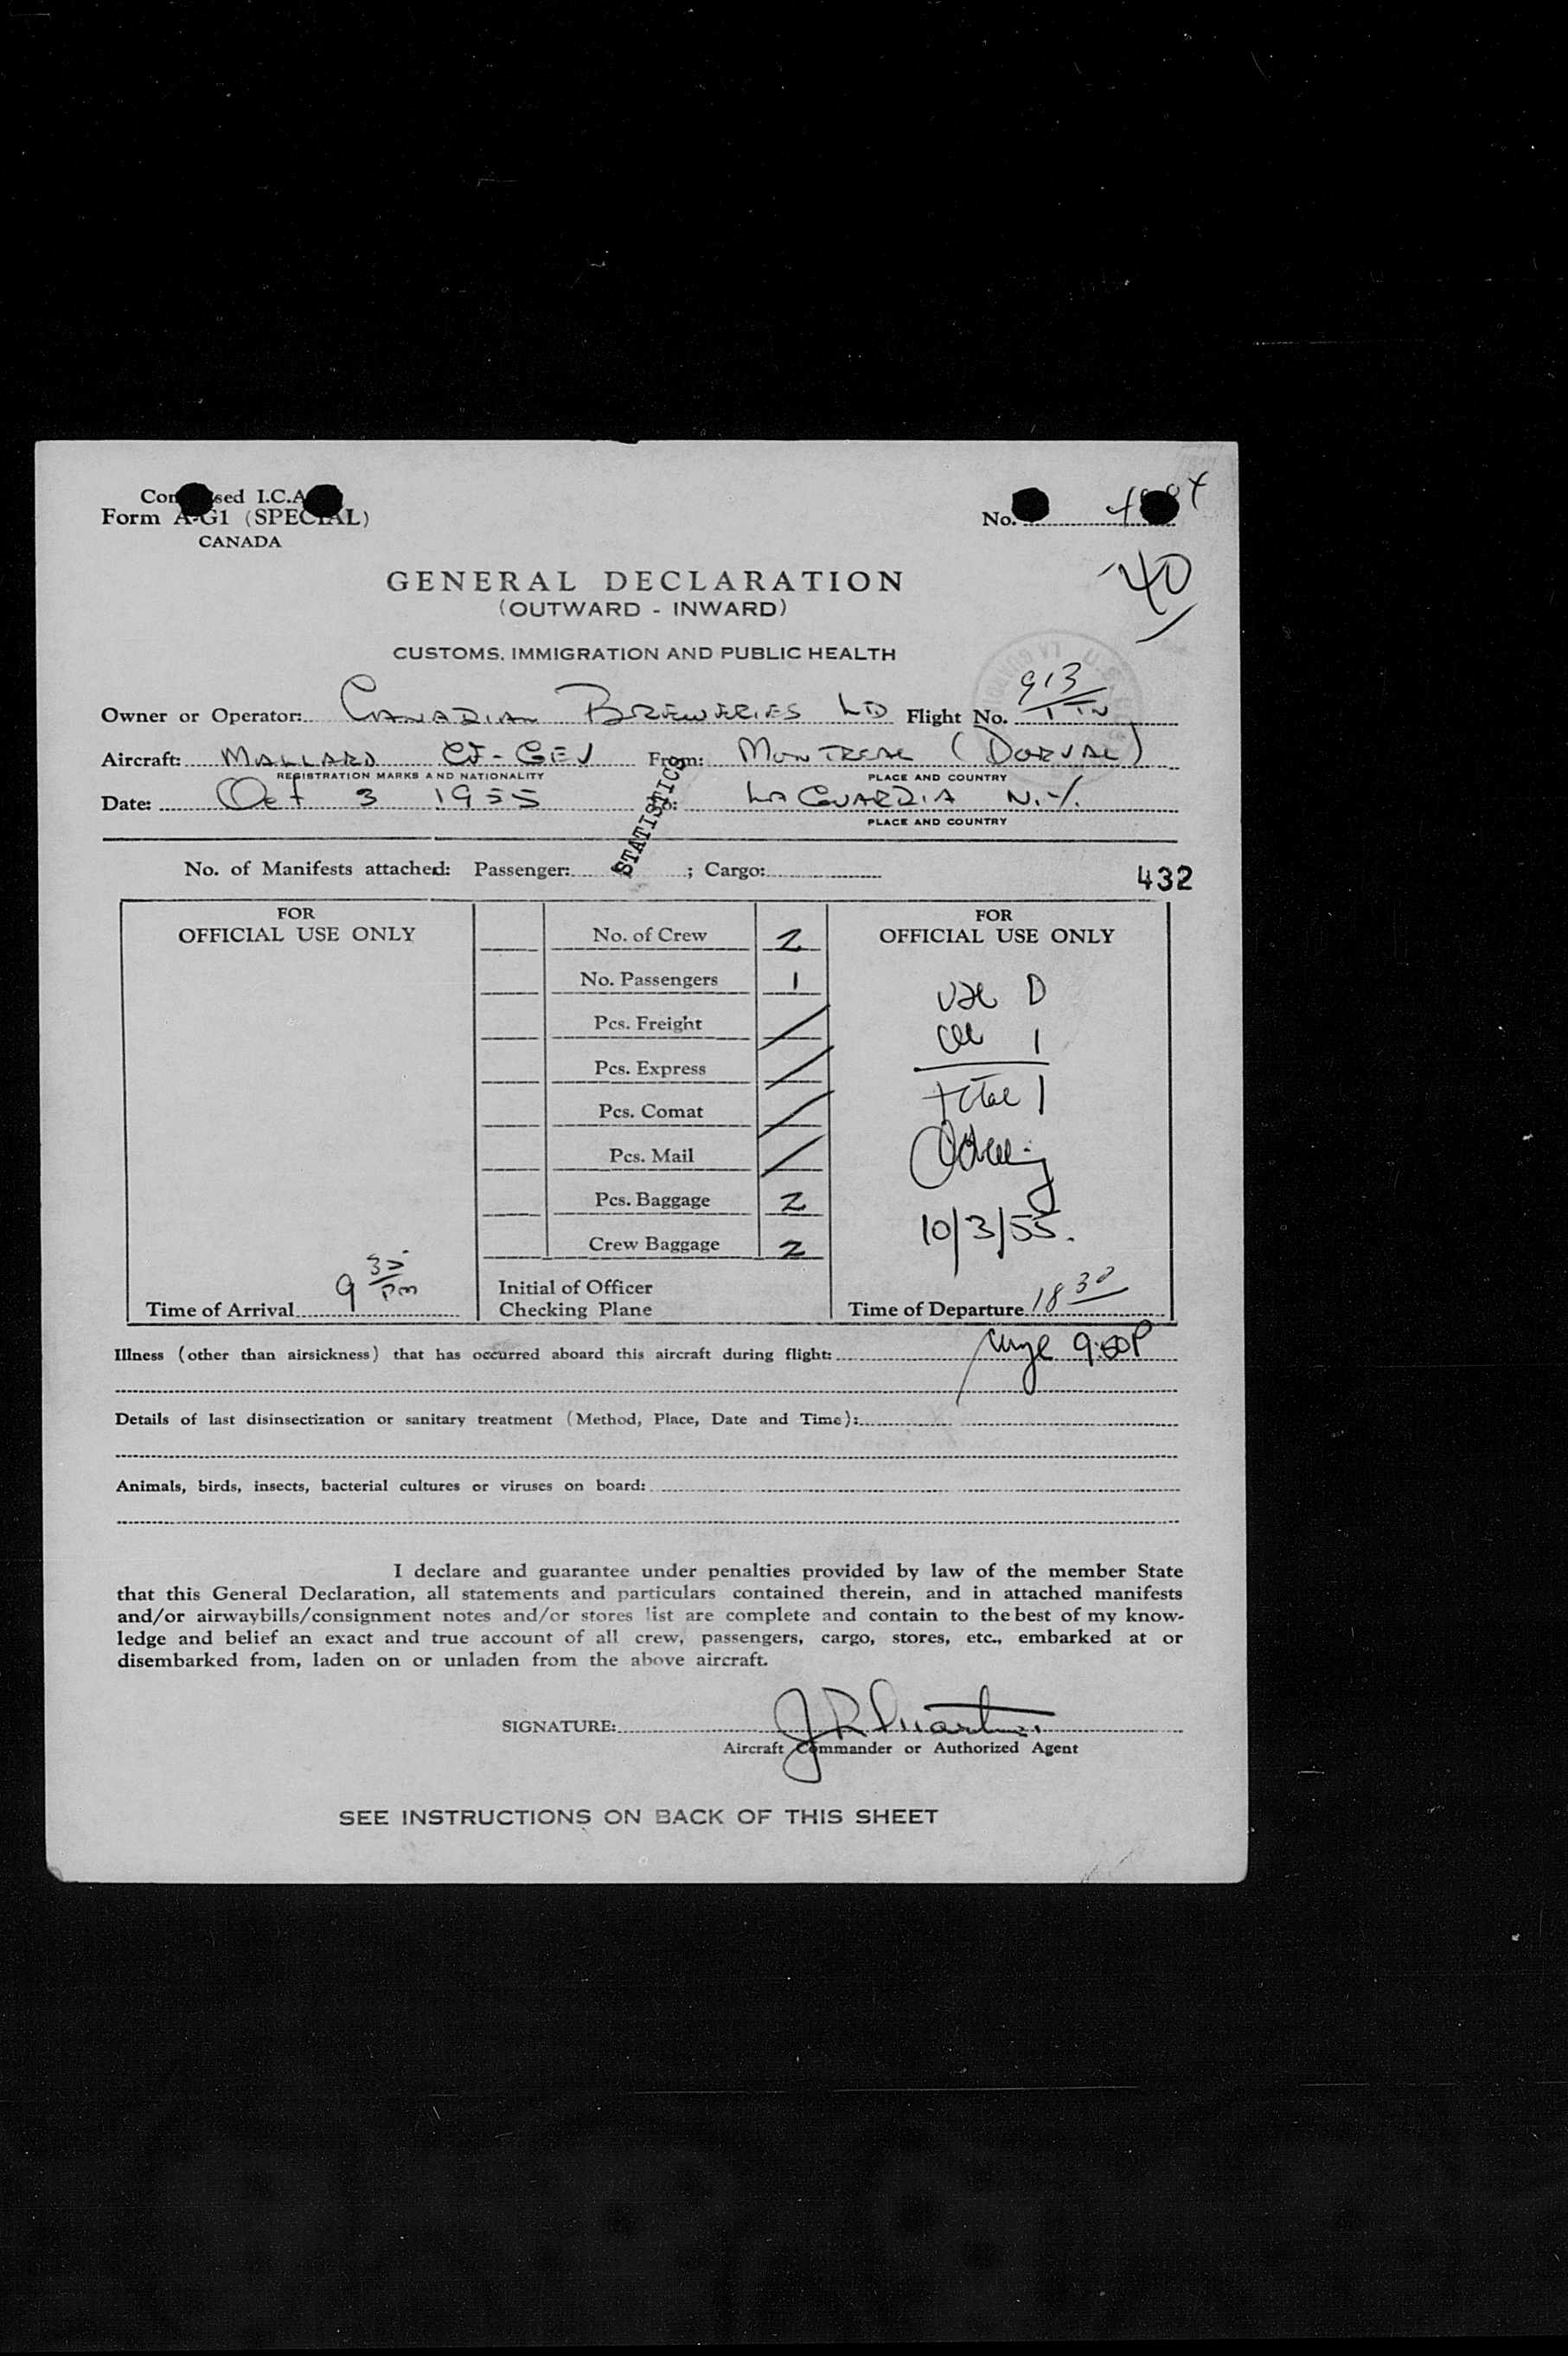 Form A-G1 (SPECIAL)
CANADA
No.
40
GENERAL DECLARATION
(OUTWARD - INWARD)
CUSTOMS, IMMIGRATION AND PUBLIC HEALTH
913
Owner or Operator: CANADIAN BREWERIES LTD Flight No.
Aircraft: MALLARD CF-GEV From: MONTREAL (DORVAL)
REGISTRATION MARKS AND NATIONALITY PLACE AND COUNTRY
Date: Oct 3 1955 To: LA GUARDIA N.Y.
PLACE AND COUNTRY
STATISTICS
No. of Manifests attached: Passenger: ; Cargo:
432
FOR
OFFICIAL USE ONLY
No. of Crew 2
No. Passengers 1
Pcs. Freight
Pcs. Express
Pcs. Comat
Pcs. Mail
Pcs. Baggage 2
Crew Baggage 2
FOR
OFFICIAL USE ONLY
total 1
10/3/55.
Time of Arrival 9 35 pm
Initial of Officer
Checking Plane
Time of Departure 18 30
Illness (other than airsickness) that has occurred aboard this aircraft during flight: 9:50P
Details of last disinsectization or sanitary treatment (Method, Place, Date and Time):
Animals, birds, insects, bacterial cultures or viruses on board:
I declare and guarantee under penalties provided by law of the member State
that this General Declaration, all statements and particulars contained therein, and in attached manifests
and/or airwaybills/consignment notes and/or stores list are complete and contain to the best of my know-
ledge and belief an exact and true account of all crew, passengers, cargo, stores, etc., embarked at or
disembarked from, laden on or unladen from the above aircraft.
SIGNATURE: J R Martin
Aircraft Commander or Authorized Agent
SEE INSTRUCTIONS ON BACK OF THIS SHEET